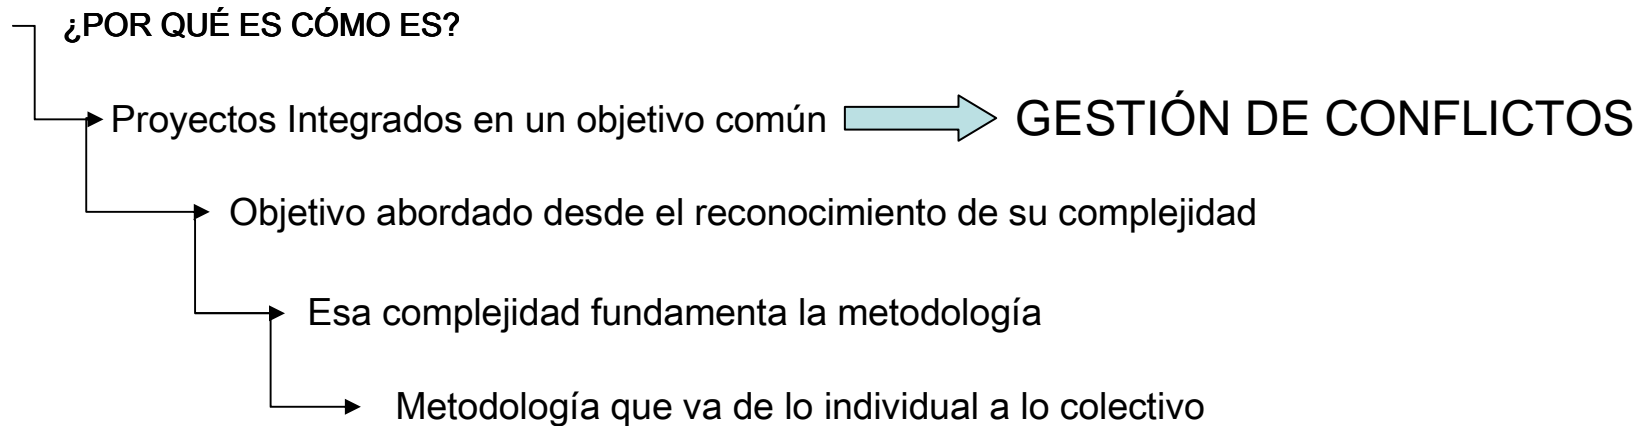 ¿POR QUÉ ES CÓMO ES?
Proyectos Integrados en un objetivo común GESTIÓN DE CONFLICTOS
Objetivo abordado desde el reconocimiento de su complejidad
Esa complejidad fundamenta la metodología
Metodología que va de lo individual a lo colectivo